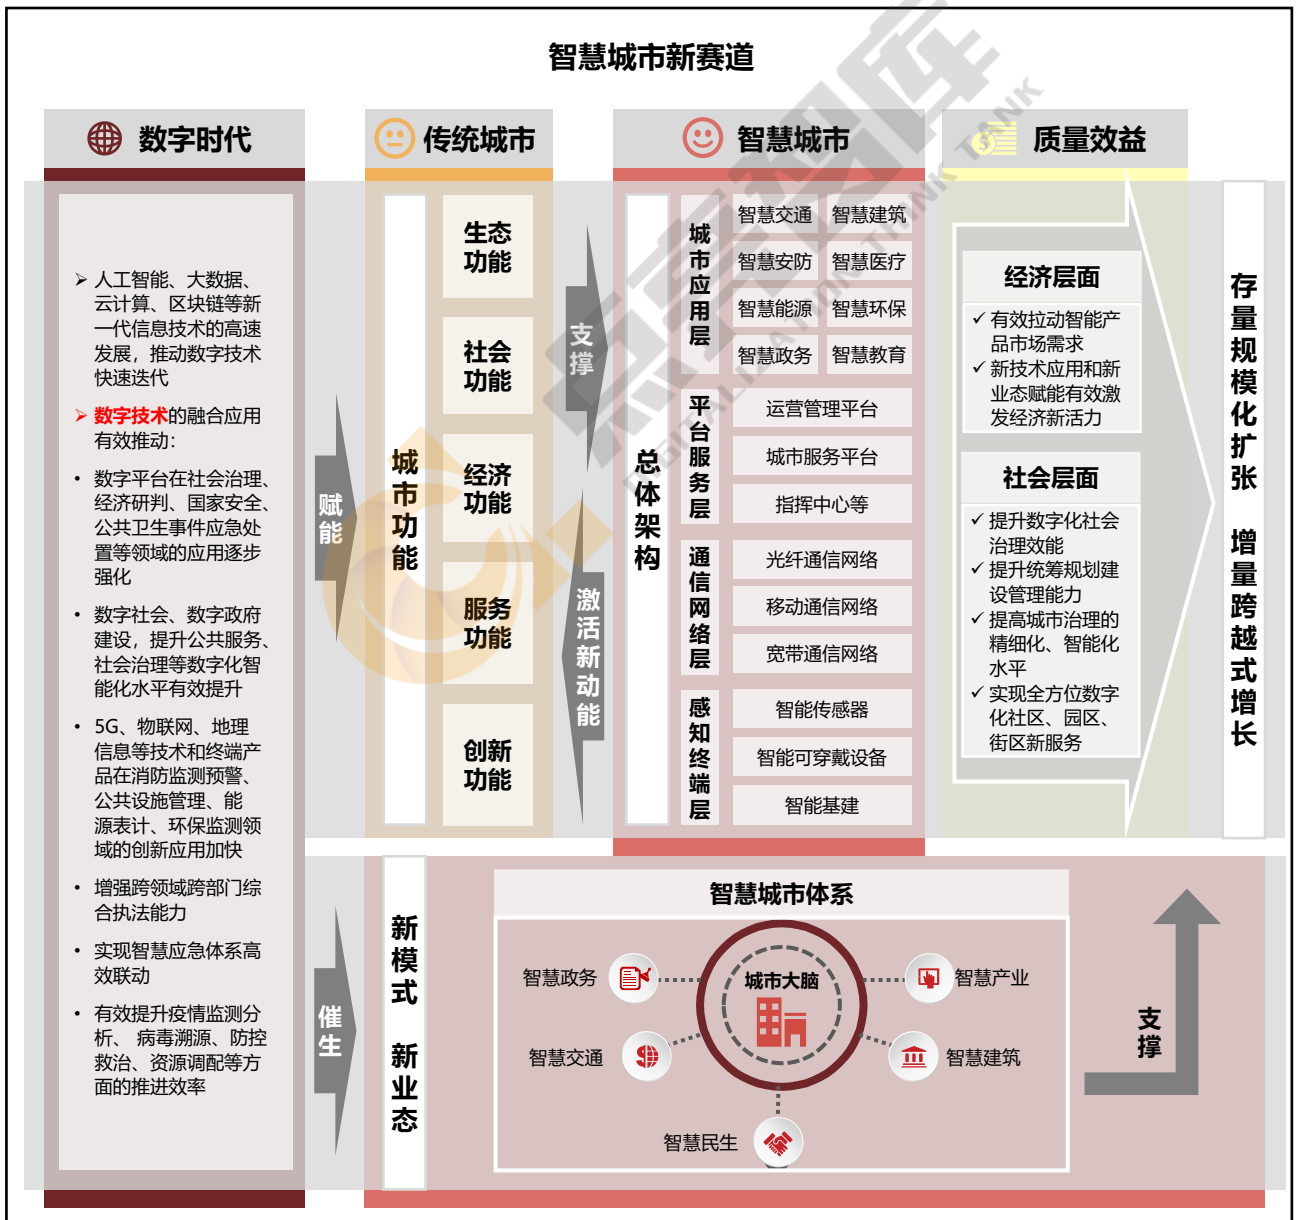 智慧城市新赛道
数字时代
人工智能、大数据、
云计算、区块链等新
一代信息技术的高速
发展，推动数字技术
快速迭代
数字技术的融合应用
有效推动：
数字平台在社会治理、
经济研判、国家安全、
公共卫生事件应急处
置等领域的应用逐步
强化
数字社会、数字政府
建设，提升公共服务、
社会治理等数字化智
能化水平有效提升
5G、物联网、地理
信息等技术和终端产
品在消防监测预警、
公共设施管理、能
源表计、环保监测领
域的创新应用加快
增强跨领域跨部门综
合执法能力
实现智慧应急体系高
效联动
有效提升疫情监测分
析、 病毒溯源、防控
救治、资源调配等方
面的推进效率
赋能
催生
传统城市
城市功能
生态
功能
社会
功能
经济
功能
服务
功能
创新
功能
支撑
激活新动能
智慧城市
总体架构
城市应用层
智慧交通
智慧建筑
智慧安防
智慧医疗
智慧能源
智慧环保
智慧政务
智慧教育
平台服务层
运营管理平台
城市服务平台
指挥中心等
通信网络层
光纤通信网络
移动通信网络
宽带通信网络
感知终端层
智能传感器
智能可穿戴设备
智能基建
质量效益
经济层面
有效拉动智能产
品市场需求
新技术应用和新
业态赋能有效激
发经济新活力
社会层面
提升数字化社会
治理效能
提升统筹规划建
设管理能力
提高城市治理的
精细化、智能化
水平
实现全方位数字
化社区、园区、
街区新服务
存量规模化扩张 增量跨越式增长
新模式 新业态
智慧城市体系
城市大脑
智慧政务
智慧产业
智慧交通
智慧建筑
智慧民生
支撑
DIGITALIZATION THINK TANK